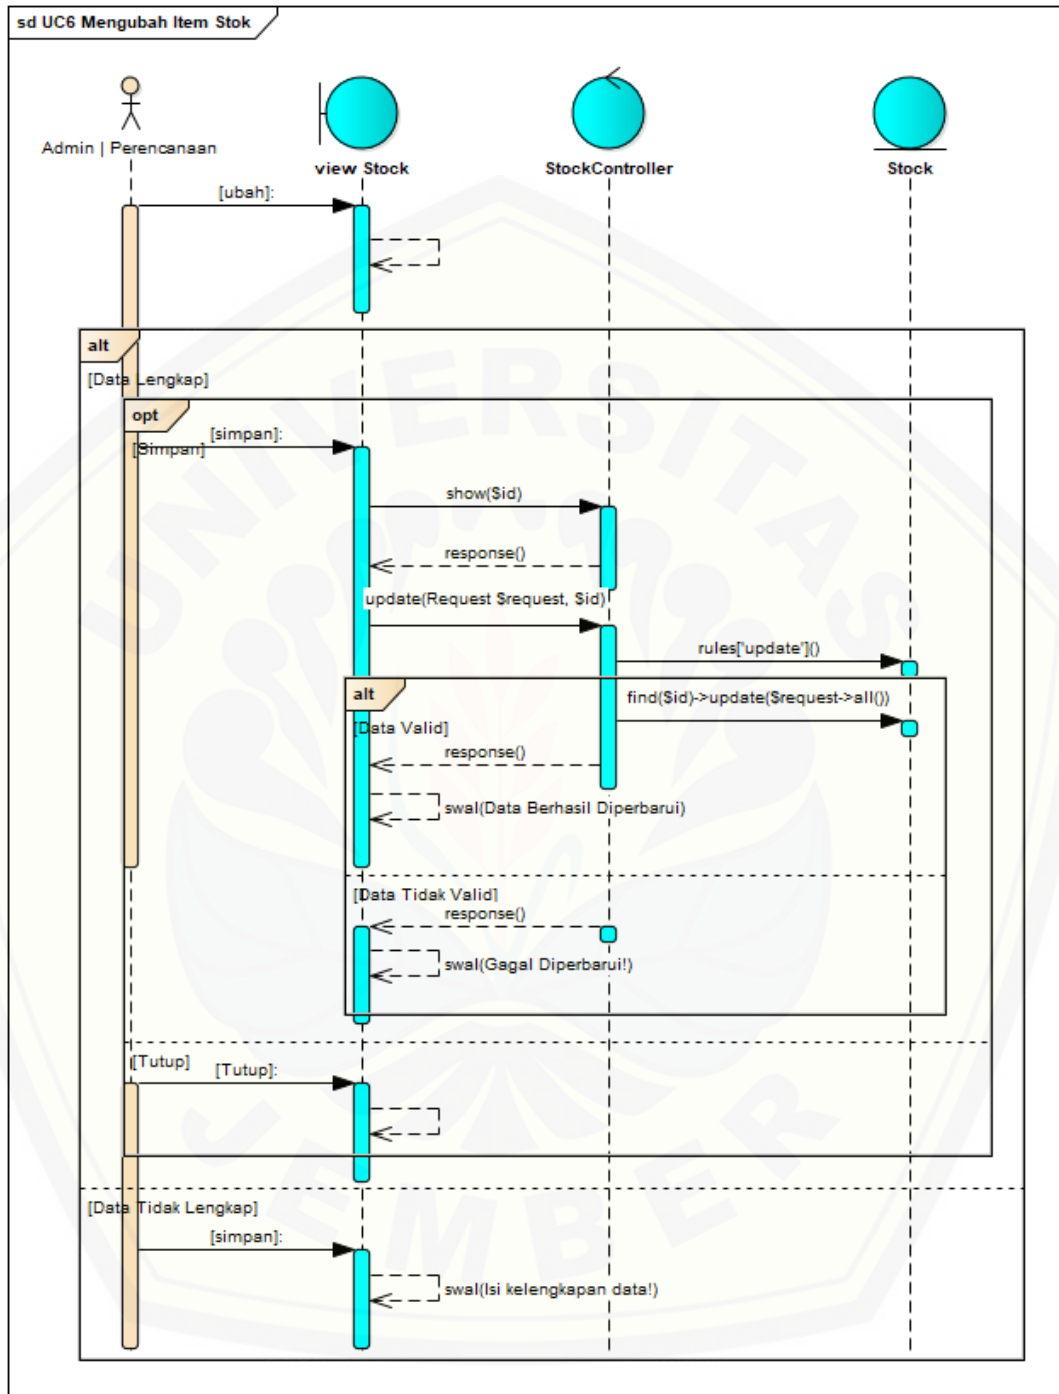 sd UC6 Mengubah Item Stok
Admin | Perencanaan
view Stock
StockController
Stock
[ubah]:
alt
[Data Lengkap]
opt
[simpan]:
[Simpan]
show($id)
response()
update(Request $request, $id)
rules['update']()
alt
find($id)->update($request->all())
[Data Valid]
response()
swal(Data Berhasil Diperbarui)
[Data Tidak Valid]
response()
swal(Gagal Diperbarui!)
[Tutup]
[Tutup]:
[Data Tidak Lengkap]
[simpan]:
swal(Isi kelengkapan data!)
UNIVERSITAS
JEMBER